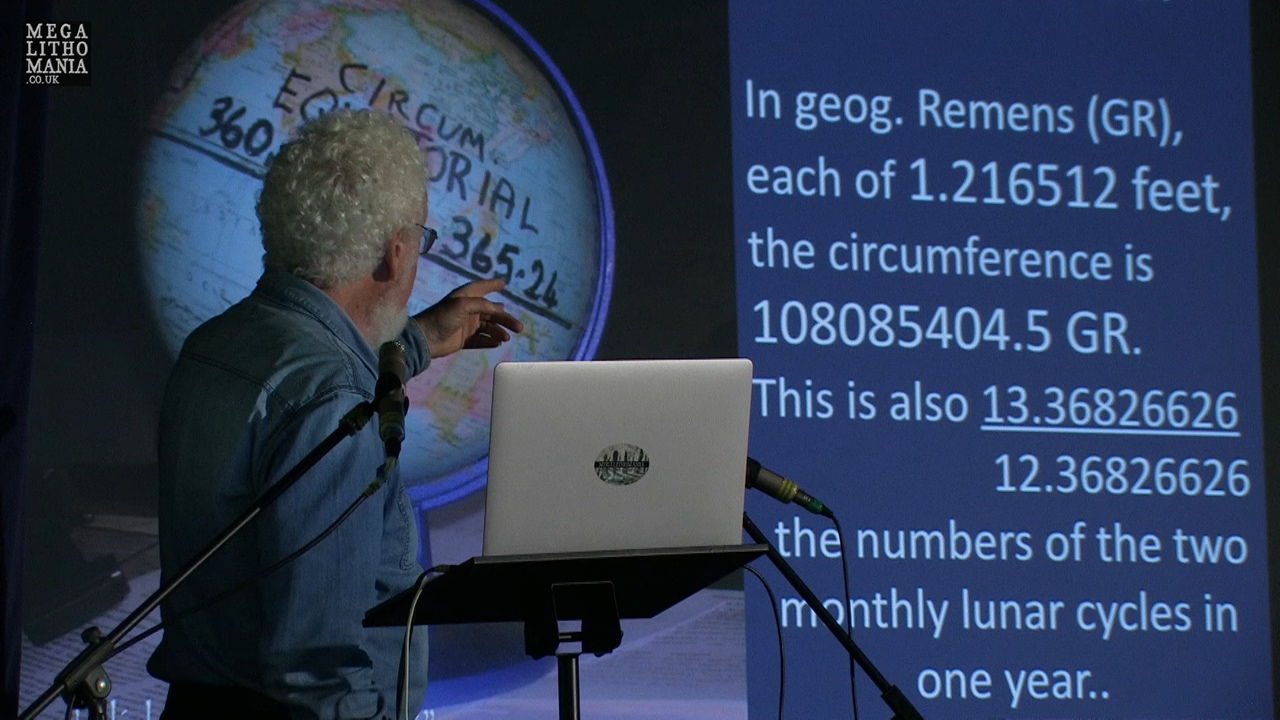 MEGA
LITHO
MANIA
.CO.UK
CIRCUM.
360
365.24
In geog. Remens (GR),
each of 1.216512 feet,
the circumference is
108085404.5 GR.
This is also 13.36826626
12.36826626
the numbers of the two
monthly lunar cycles in
one year..